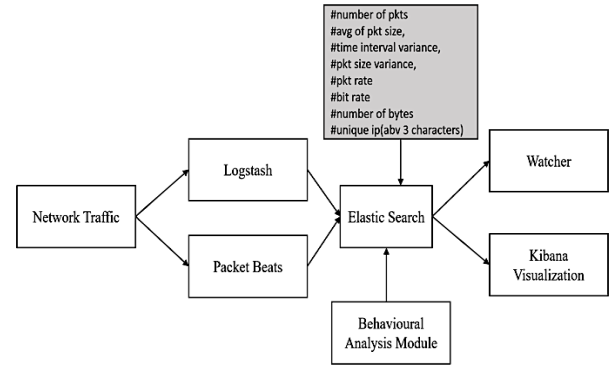 #number of pkts
#avg of pkt size,
#time interval variance,
#pkt size variance,
#pkt rate
#bit rate
#number of bytes
#unique ip(abv 3 characters)
Network Traffic
Logstash
Packet Beats
Elastic Search
Behavioural
Analysis Module
Watcher
Kibana
Visualization